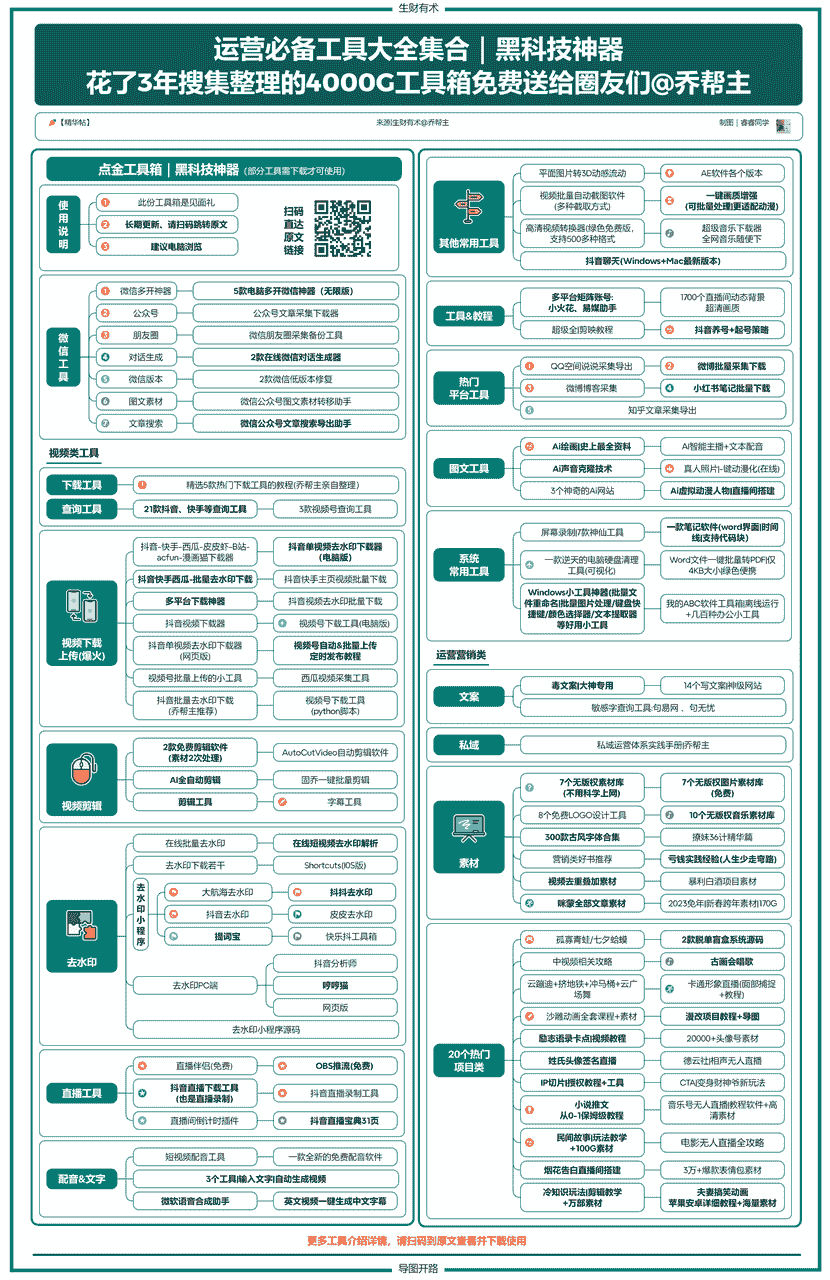 生财有术
运营必备工具大全集合｜黑科技神器
花了3年搜集整理的4000G工具箱免费送给圈友们@乔帮主
【精华帖】
来源|生财有术@乔帮主
制图｜睿睿同学
点金工具箱｜黑科技神器（部分工具需下载才可使用）
使用说明
1 此份工具箱是见面礼
2 长期更新、请扫码跳转原文
3 建议电脑浏览
扫码
直达
原文
链接
微信工具
1 微信多开神器
5款电脑多开微信神器（无限版）
2 公众号
公众号文章采集下载器
3 朋友圈
微信朋友圈采集备份工具
4 对话生成
2款在线微信对话生成器
5 微信版本
2款微信低版本修复
6 图文素材
微信公众号图文素材转移助手
7 文章搜索
微信公众号文章搜索导出助手
视频类工具
下载工具
精选5款热门下载工具的教程(乔帮主亲自整理）
查询工具
21款抖音、快手等查询工具
3款视频号查询工具
视频下载
上传(爆火)
抖音-快手-西瓜-皮皮虾-B站-
acfun-漫画猫下载器
抖音单视频去水印下载器
(电脑版)
抖音快手西瓜-批量去水印下载
抖音快手主页视频批量下载
多平台下载神器
抖音视频去水印批量下载
抖音视频下载器
视频号下载工具(电脑版)
抖音单视频去水印下载器
(网页版)
视频号自动&批量上传
定时发布教程
视频号批量上传的小工具
西瓜视频采集工具
抖音批量去水印下载
(乔帮主推荐)
视频号下载工具
(python脚本)
视频剪辑
2款免费剪辑软件
(素材2次处理)
AutoCutVideo自动剪辑软件
AI全自动剪辑
固乔一键批量剪辑
剪辑工具
字幕工具
去水印
在线批量去水印
在线短视频去水印解析
去水印下载若干
Shortcuts(IOS版)
去水印小程序
大航海去水印
抖抖去水印
抖音去水印
皮皮去水印
提词宝
快乐抖工具箱
去水印PC端
抖音分析师
哼哼猫
网页版
去水印小程序源码
直播工具
直播伴侣(免费)
OBS推流(免费)
抖音直播下载工具
(也是直播录制)
抖音直播录制工具
直播间倒计时插件
抖音直播宝典31页
配音&文字
短视频配音工具
一款全新的免费配音软件
3个工具|输入文字|自动生成视频
微软语音合成助手
英文视频一键生成中文字幕
其他常用工具
平面图片转3D动感流动
AE软件各个版本
视频批量自动截图软件
(多种截取方式)
一键画质增强
(可批量处理|更适配动漫)
高清视频转换器|绿色免费版,
支持500多种格式
超级音乐下载器
全网音乐随便下
抖音聊天(Windows+Mac最新版本)
工具&教程
多平台矩阵账号:
小火花、易媒助手
1700个直播间动态背景
超清画质
超级全|剪映教程
抖音养号+起号策略
热门
平台工具
1 QQ空间说说采集导出
2 微博批量采集下载
3 微博博客采集
4 小红书笔记批量下载
5 知乎文章采集导出
图文工具
Ai绘画|史上最全资料
Ai智能主播+文本配音
Ai声音克隆技术
真人照片|一键动漫化(在线)
3个神奇的Ai网站
Ai虚拟动漫人物|直播间搭建
系统
常用工具
屏幕录制|7款神仙工具
一款笔记软件(word界面|时间
线|支持代码块)
一款逆天的电脑硬盘清理
工具(可视化)
Word文件一键批量转PDF|仅
4KB大小|绿色便携
Windows小工具神器(批量文
件重命名|批量图片处理/键盘快
捷键/颜色选择器/文本提取器
等好用小工具
我的ABC软件工具箱|离线运行
+几百种办公小工具
运营营销类
文案
毒文案|大神专用
14个写文案|神级网站
敏感字查询工具:句易网 、句无忧
私域
私域运营体系实践手册|乔帮主
素材
7个无版权素材库
(不用科学上网)
7个无版权图片素材库
(免费)
8个免费LOGO设计工具
10个无版权音乐素材库
300款古风字体合集
撩妹36计精华篇
营销类好书推荐
亏钱实践经验(人生少走弯路)
视频去重叠加素材
暴利白酒项目素材
咪蒙全部文章素材
2023兔年|新春跨年素材|170G
20个热门
项目类
孤寡青蛙/七夕蛤蟆
2款脱单盲盒系统源码
中视频相关攻略
古画会唱歌
云蹦迪+挤地铁+冲马桶+云广
场舞
卡通形象直播(面部捕捉
+教程)
沙雕动画全套课程+素材
漫改项目教程+导图
励志语录卡点|视频教程
20000+头像号素材
姓氏头像签名直播
德云社|相声无人直播
IP切片|授权教程+工具
CTA|变身财神爷新玩法
小说推文
从0-1保姆级教程
音乐号无人直播|教程软件+高
清素材
民间故事|玩法教学
+100G素材
电影无人直播全攻略
烟花告白直播间搭建
3万+爆款表情包素材
冷知识玩法|剪辑教学
+万部素材
夫妻搞笑动画
苹果安卓详细教程+海量素材
更多工具介绍详情，请扫码到原文查看并下载使用
导图开路